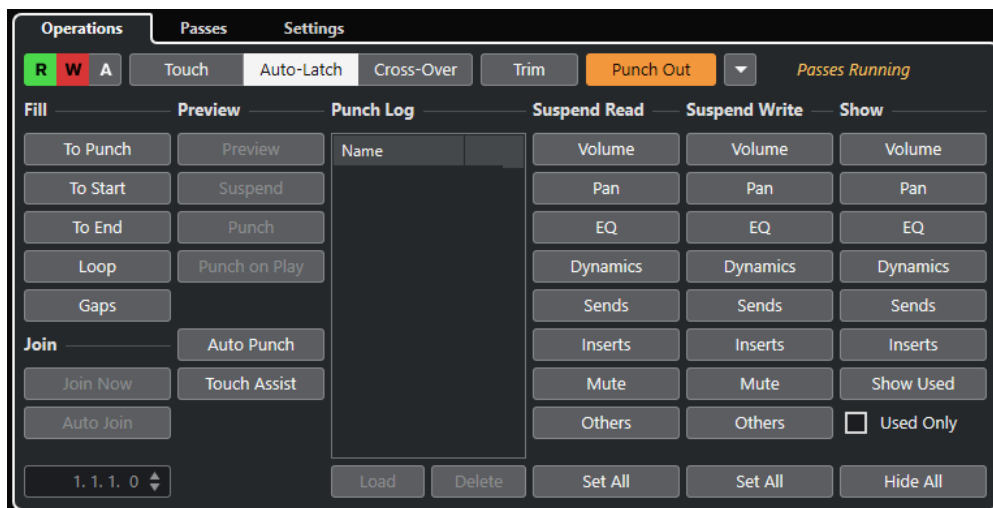 Operations Passes Settings
R W A Touch Auto-Latch Cross-Over Trim Punch Out Passes Running
Fill Preview Punch Log Suspend Read Suspend Write Show
To Punch Preview Name Volume Volume Volume
To Start Suspend Pan Pan Pan
To End Punch EQ EQ EQ
Loop Punch on Play Dynamics Dynamics Dynamics
Gaps Sends Sends Sends
Join Auto Punch Inserts Inserts Inserts
Join Now Touch Assist Mute Mute Show Used
Auto Join Others Others Used Only
1. 1. 1. 0 Load Delete Set All Set All Hide All